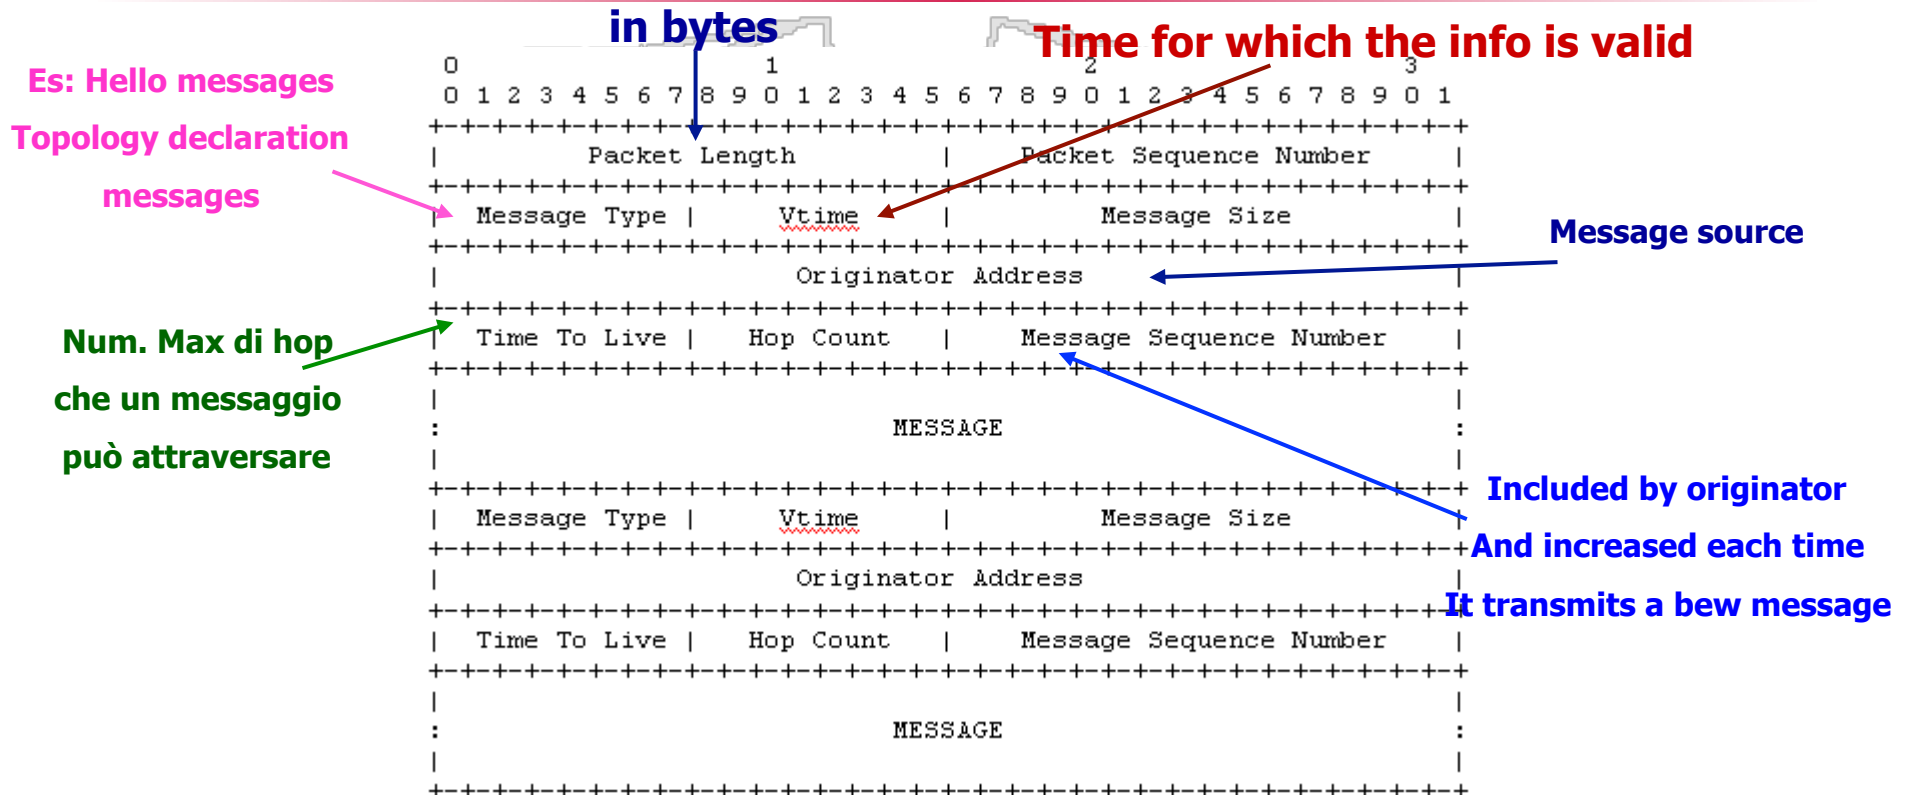 in bytes
Time for which the info is valid
Es: Hello messages
Topology declaration
messages
0 1 2 3
0 1 2 3 4 5 6 7 8 9 0 1 2 3 4 5 6 7 8 9 0 1 2 3 4 5 6 7 8 9 0 1
+-+-+-+-+-+-+-+-+-+-+-+-+-+-+-+-+-+-+-+-+-+-+-+-+-+-+-+-+-+-+-+-+
| Packet Length | Packet Sequence Number |
+-+-+-+-+-+-+-+-+-+-+-+-+-+-+-+-+-+-+-+-+-+-+-+-+-+-+-+-+-+-+-+-+
| Message Type | Vtime | Message Size |
+-+-+-+-+-+-+-+-+-+-+-+-+-+-+-+-+-+-+-+-+-+-+-+-+-+-+-+-+-+-+-+-+
| Originator Address |
+-+-+-+-+-+-+-+-+-+-+-+-+-+-+-+-+-+-+-+-+-+-+-+-+-+-+-+-+-+-+-+-+
| Time To Live | Hop Count | Message Sequence Number |
+-+-+-+-+-+-+-+-+-+-+-+-+-+-+-+-+-+-+-+-+-+-+-+-+-+-+-+-+-+-+-+-+
| |
: MESSAGE :
| |
+-+-+-+-+-+-+-+-+-+-+-+-+-+-+-+-+-+-+-+-+-+-+-+-+-+-+-+-+-+-+-+-+
| Message Type | Vtime | Message Size |
+-+-+-+-+-+-+-+-+-+-+-+-+-+-+-+-+-+-+-+-+-+-+-+-+-+-+-+-+-+-+-+-+
| Originator Address |
+-+-+-+-+-+-+-+-+-+-+-+-+-+-+-+-+-+-+-+-+-+-+-+-+-+-+-+-+-+-+-+-+
| Time To Live | Hop Count | Message Sequence Number |
+-+-+-+-+-+-+-+-+-+-+-+-+-+-+-+-+-+-+-+-+-+-+-+-+-+-+-+-+-+-+-+-+
| |
: MESSAGE :
| |
+-+-+-+-+-+-+-+-+-+-+-+-+-+-+-+-+-+-+-+-+-+-+-+-+-+-+-+-+-+-+-+-+
Message source
Num. Max di hop
che un messaggio
può attraversare
Included by originator
And increased each time
It transmits a bew message